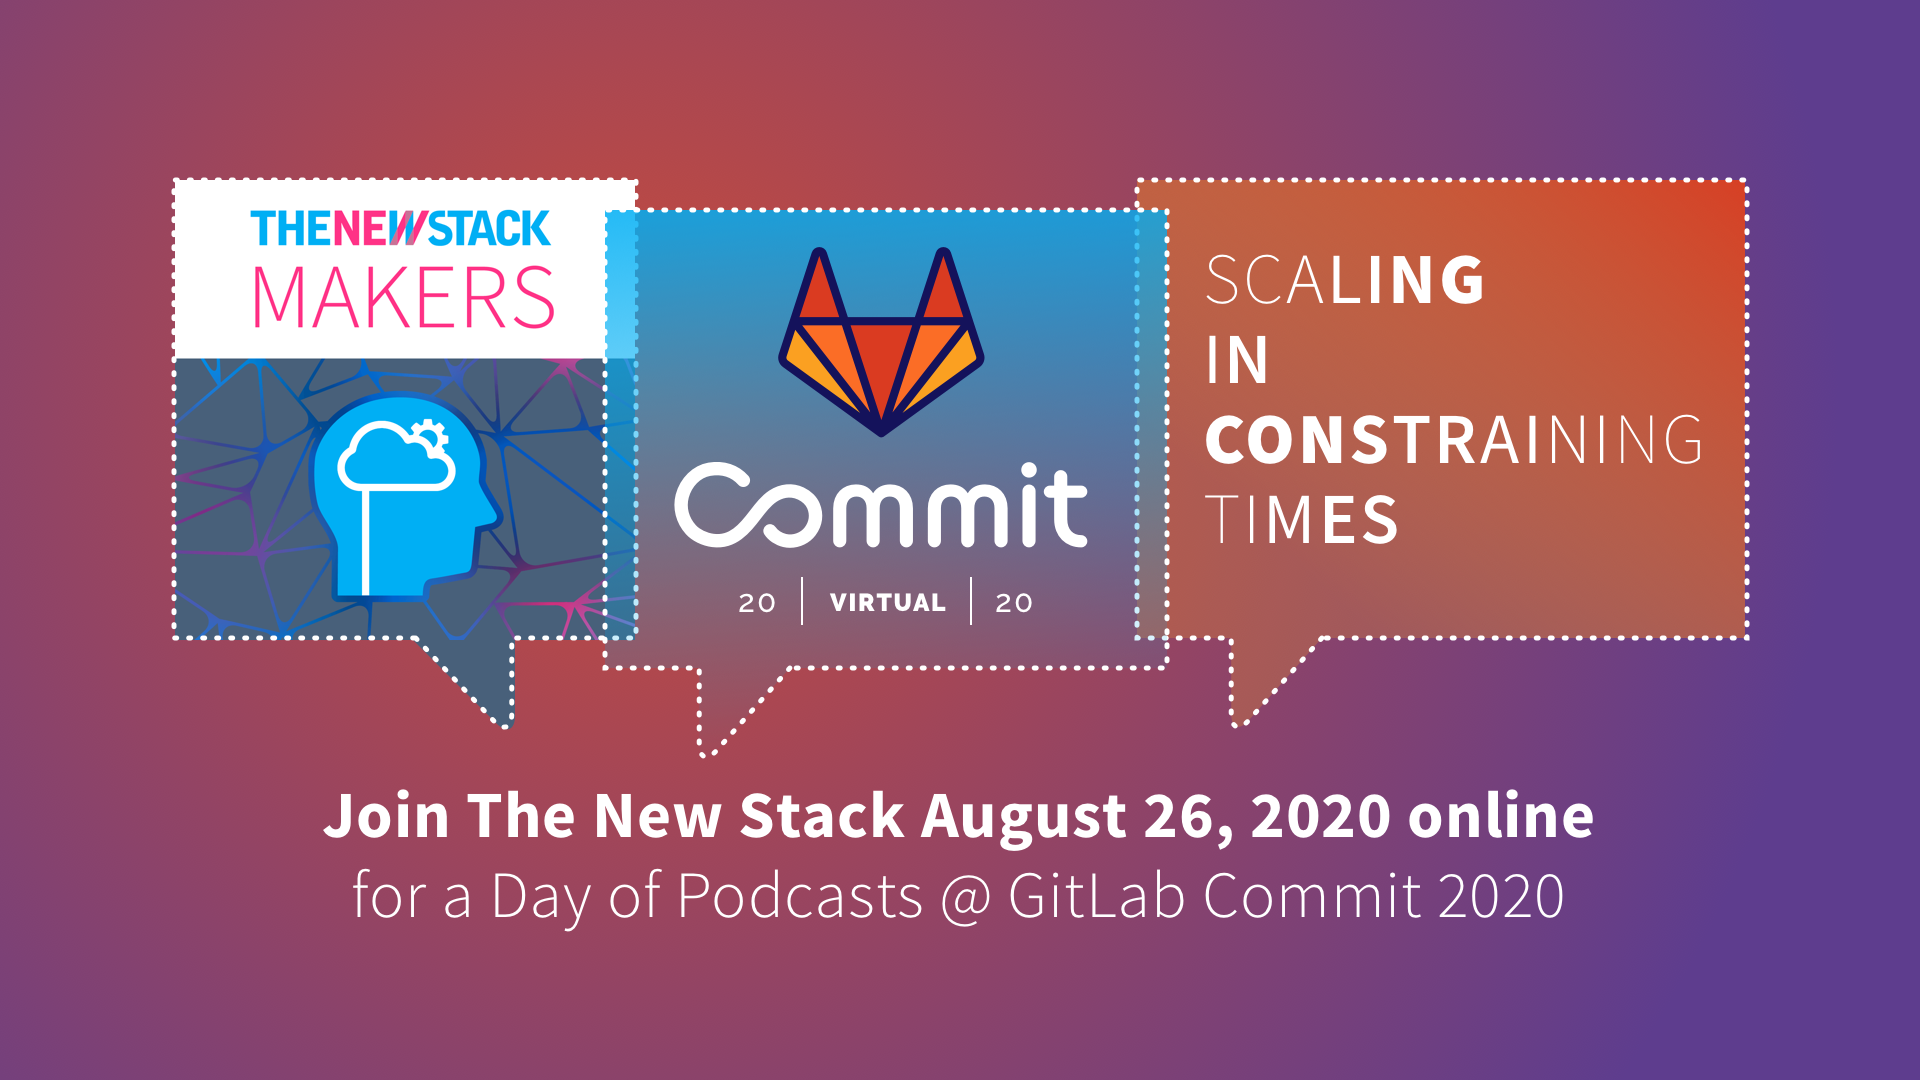 THENEWSTACK
MAKERS
Commit
20 | VIRTUAL | 20
SCALING
IN
CONSTRAINING
TIMES
Join The New Stack August 26, 2020 online
for a Day of Podcasts @ GitLab Commit 2020